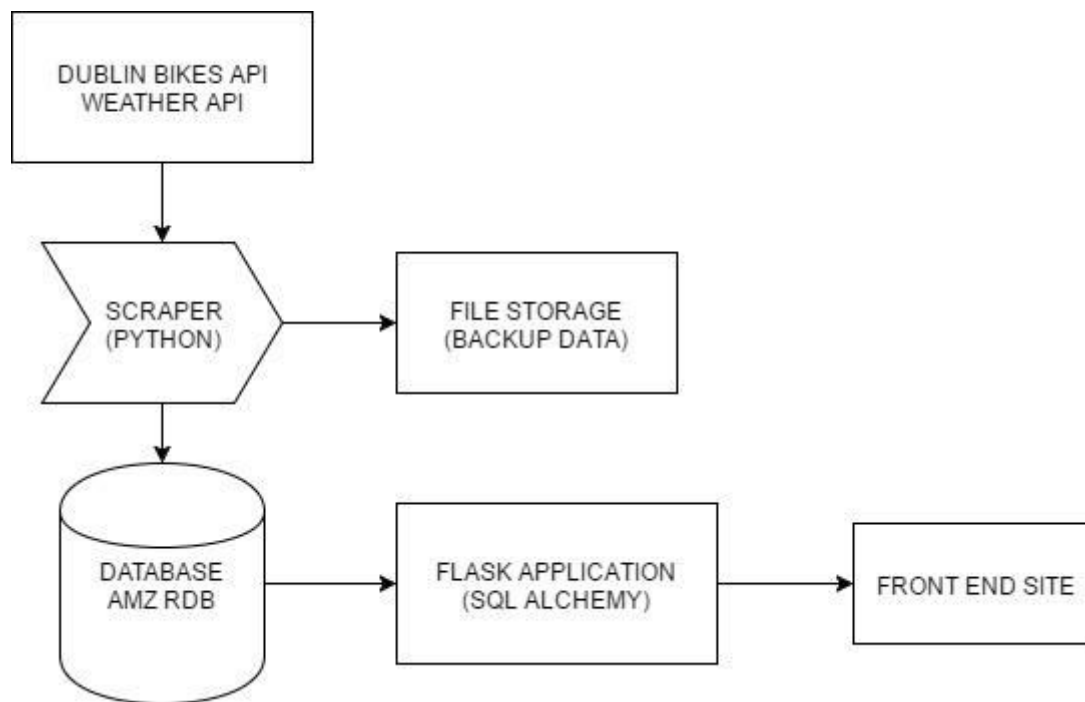 DUBLIN BIKES API
WEATHER API
SCRAPER
(PYTHON)
FILE STORAGE
(BACKUP DATA)
DATABASE
AMZ RDB
FLASK APPLICATION
(SQL ALCHEMY)
FRONT END SITE